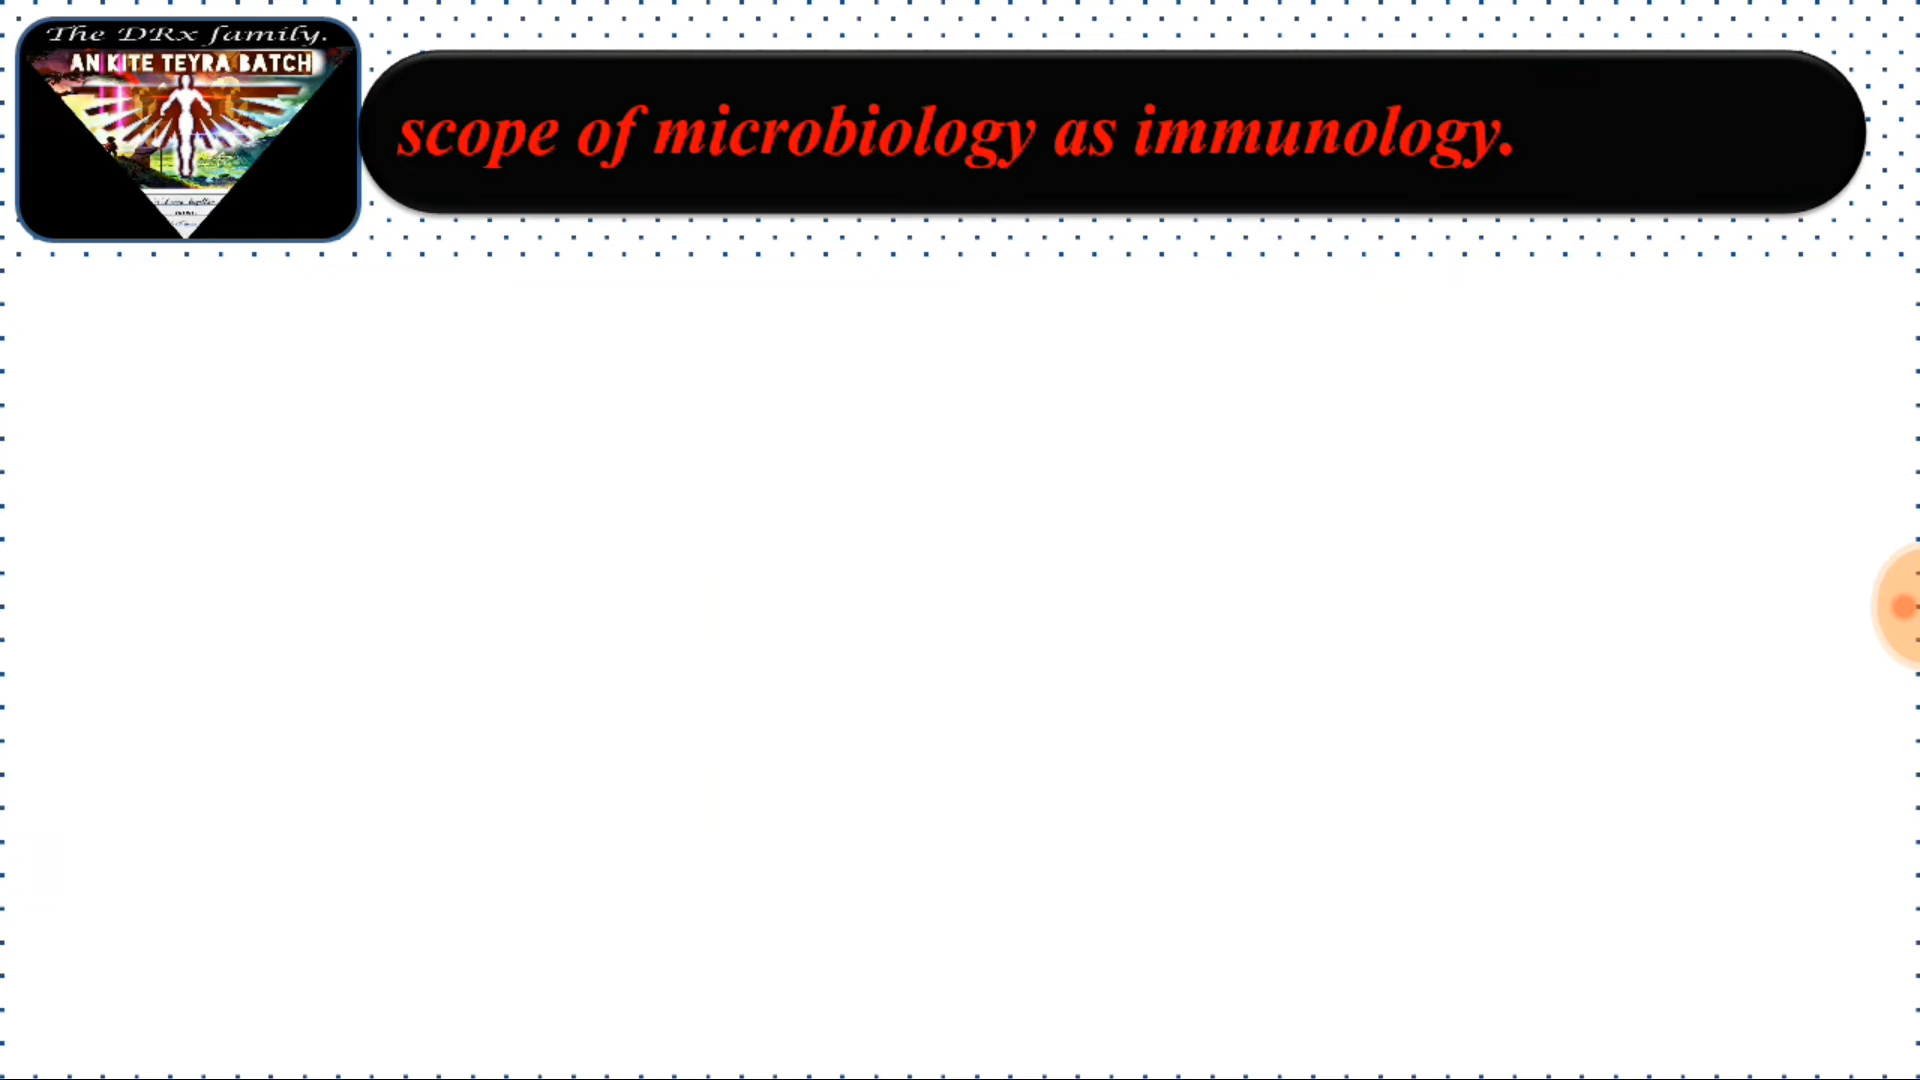 The DRx family.
AN KITE TEYRA BATCH
scope of microbiology as immunology.